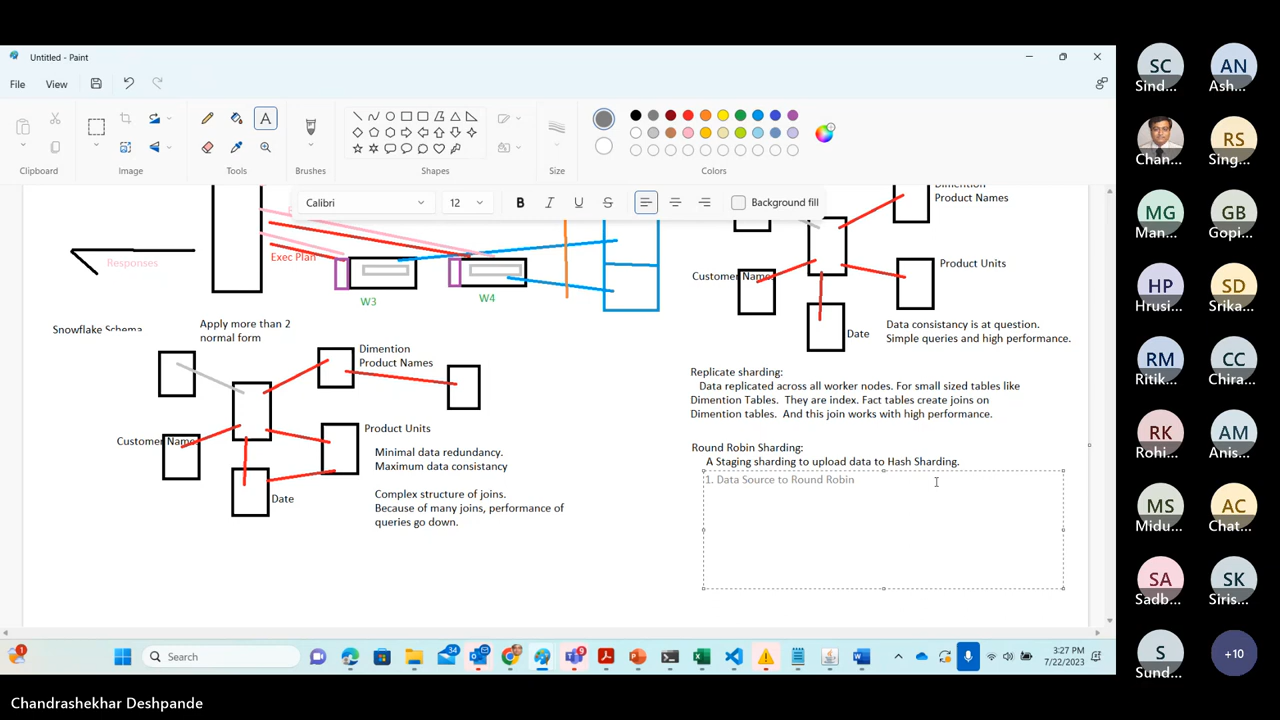 Untitled - Paint
File
View
Clipboard
Image
Tools
Brushes
Shapes
Size
Colors
Calibri
12
B
I
U
S
Background fill
Dimention
Product Names
Responses
Exec Plan
W3
W4
Customer Name
Product Units
Date
Data consistancy is at question.
Simple queries and high performance.
Snowflake Schema
Apply more than 2
normal form
Dimention
Product Names
Customer Name
Product Units
Date
Minimal data redundancy.
Maximum data consistancy
Complex structure of joins.
Because of many joins, performance of
queries go down.
Replicate sharding:
Data replicated across all worker nodes. For small sized tables like
Dimention Tables. They are index. Fact tables create joins on
Dimention tables. And this join works with high performance.
Round Robin Sharding:
A Staging sharding to upload data to Hash Sharding.
1. Data Source to Round Robin
Search
34
9
1
3:27 PM
7/22/2023
SC
Sind...
AN
Ash...
Chan...
RS
Sing...
MG
Man...
GB
Gopi...
HP
Hrusi...
SD
Srika...
RM
Ritik...
CC
Chira...
RK
Rohi...
AM
Anis...
MS
Midu...
AC
Chat...
SA
Sadb...
SK
Siris...
S
Sund...
+10
Chandrashekhar Deshpande